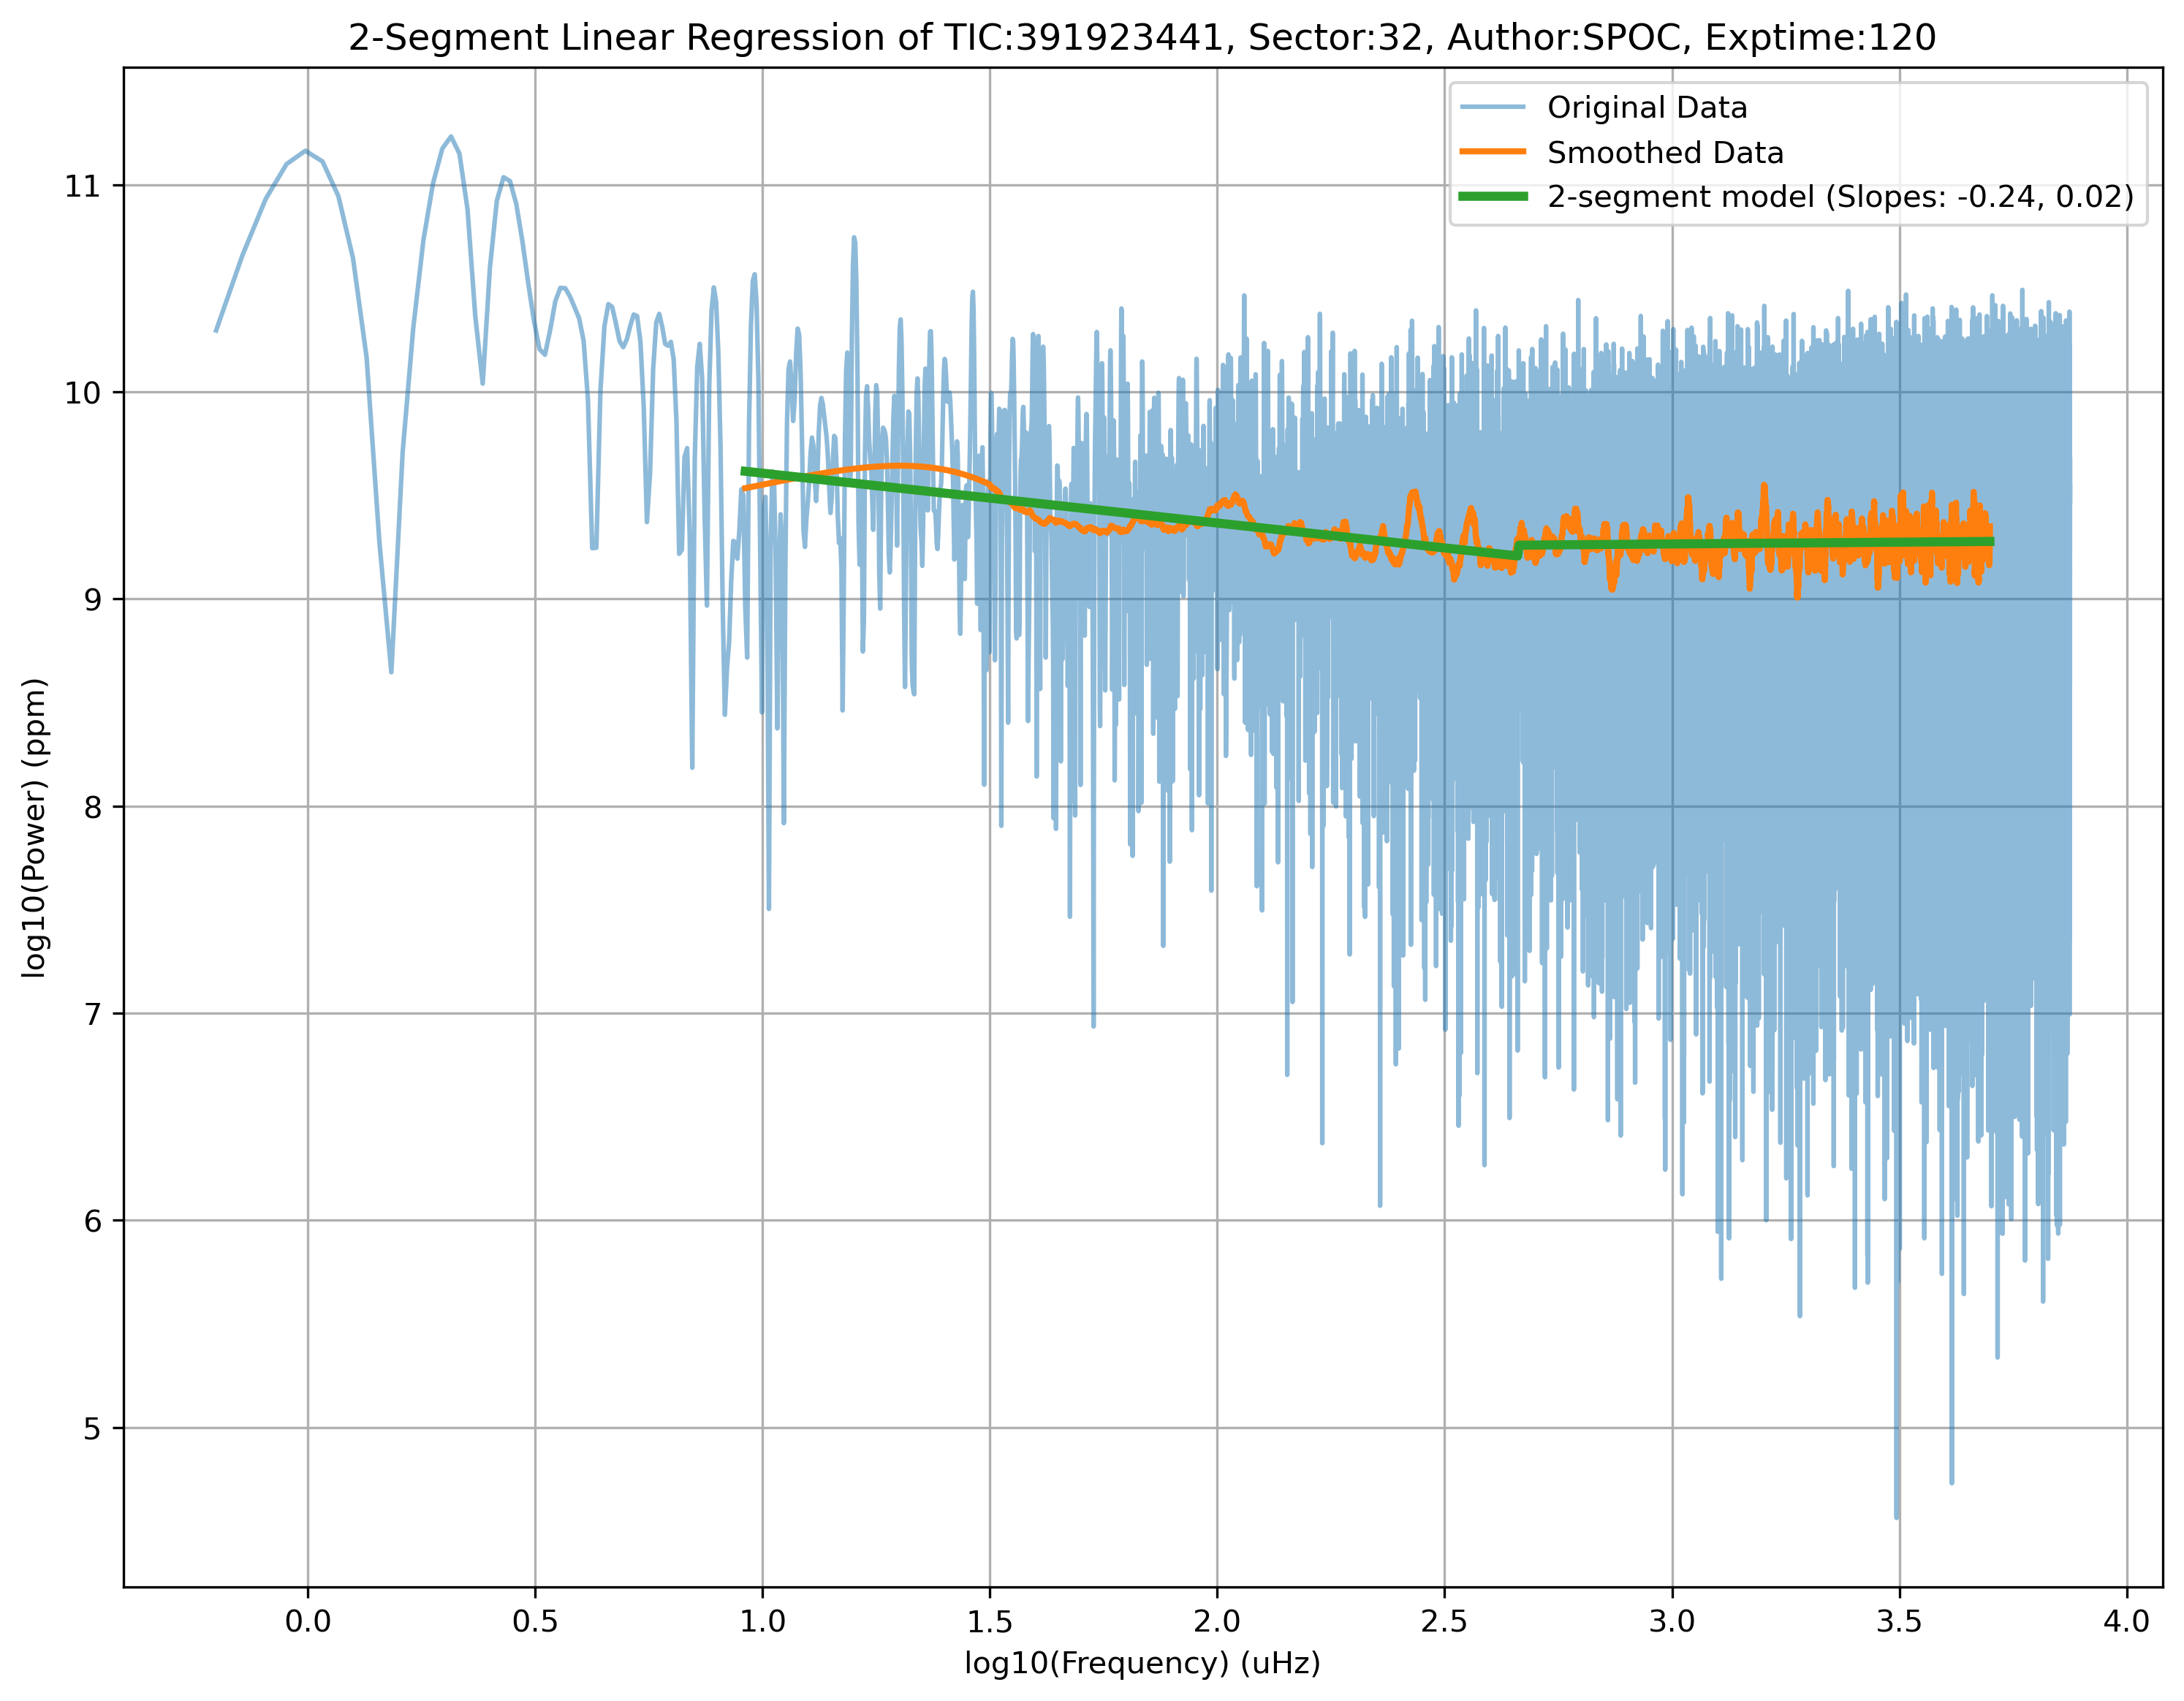 2-Segment Linear Regression of TIC:391923441, Sector:32, Author:SPOC, Exptime:120
Original Data
Smoothed Data
2-segment model (Slopes: -0.24, 0.02)
log10(Power) (ppm)
11
10
9
8
7
6
5
0.0 0.5 1.0 1.5 2.0 2.5 3.0 3.5 4.0
log10(Frequency) (uHz)